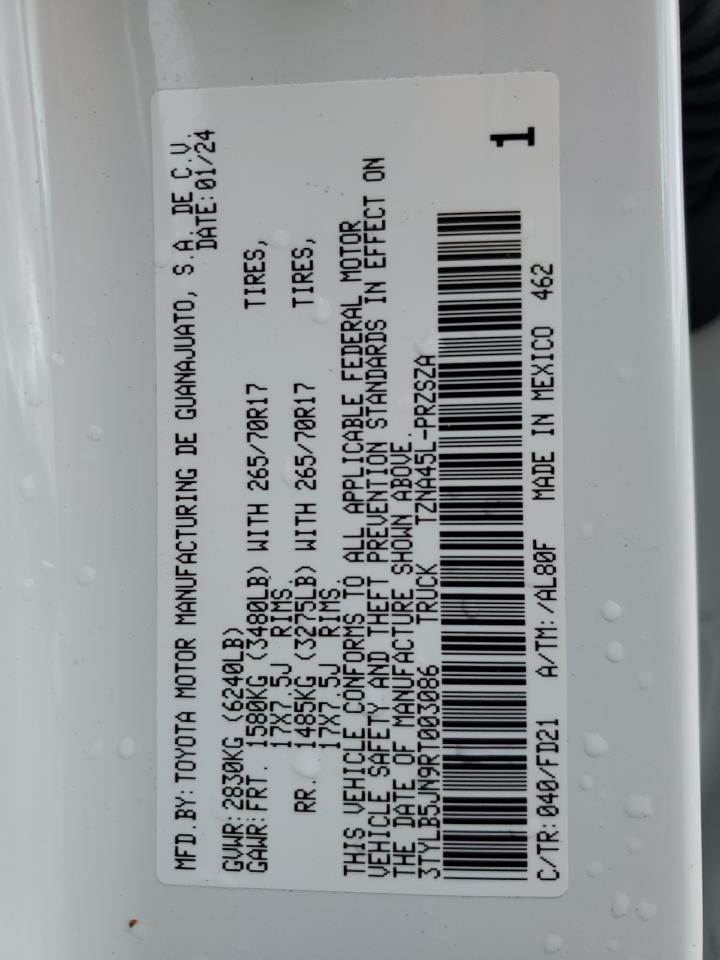 MFD.BY:TOYOTA MOTOR MANUFACTURING DE GUANAJUATO, S.A. DE C.V.
DATE:01/24
GVWR:2830KG (6240LB)
GAWR:FRT. 1580KG (3480LB) WITH 265/70R17 TIRES,
17X7.5J RIMS.
RR. 1485KG (3275LB) WITH 265/70R17 TIRES,
17X7.5J RIMS
THIS VEHICLE CONFORMS TO ALL APPLICABLE FEDERAL MOTOR
VEHICLE SAFETY AND THEFT PREVENTION STANDARDS IN EFFECT ON
THE DATE OF MANUFACTURE SHOWN ABOVE.
3TYLB5JN9RT003086 TRUCK TZNA45L-PRZSZA
1
C/TR:040/FD21 A/TM:/AL80F MADE IN MEXICO 462